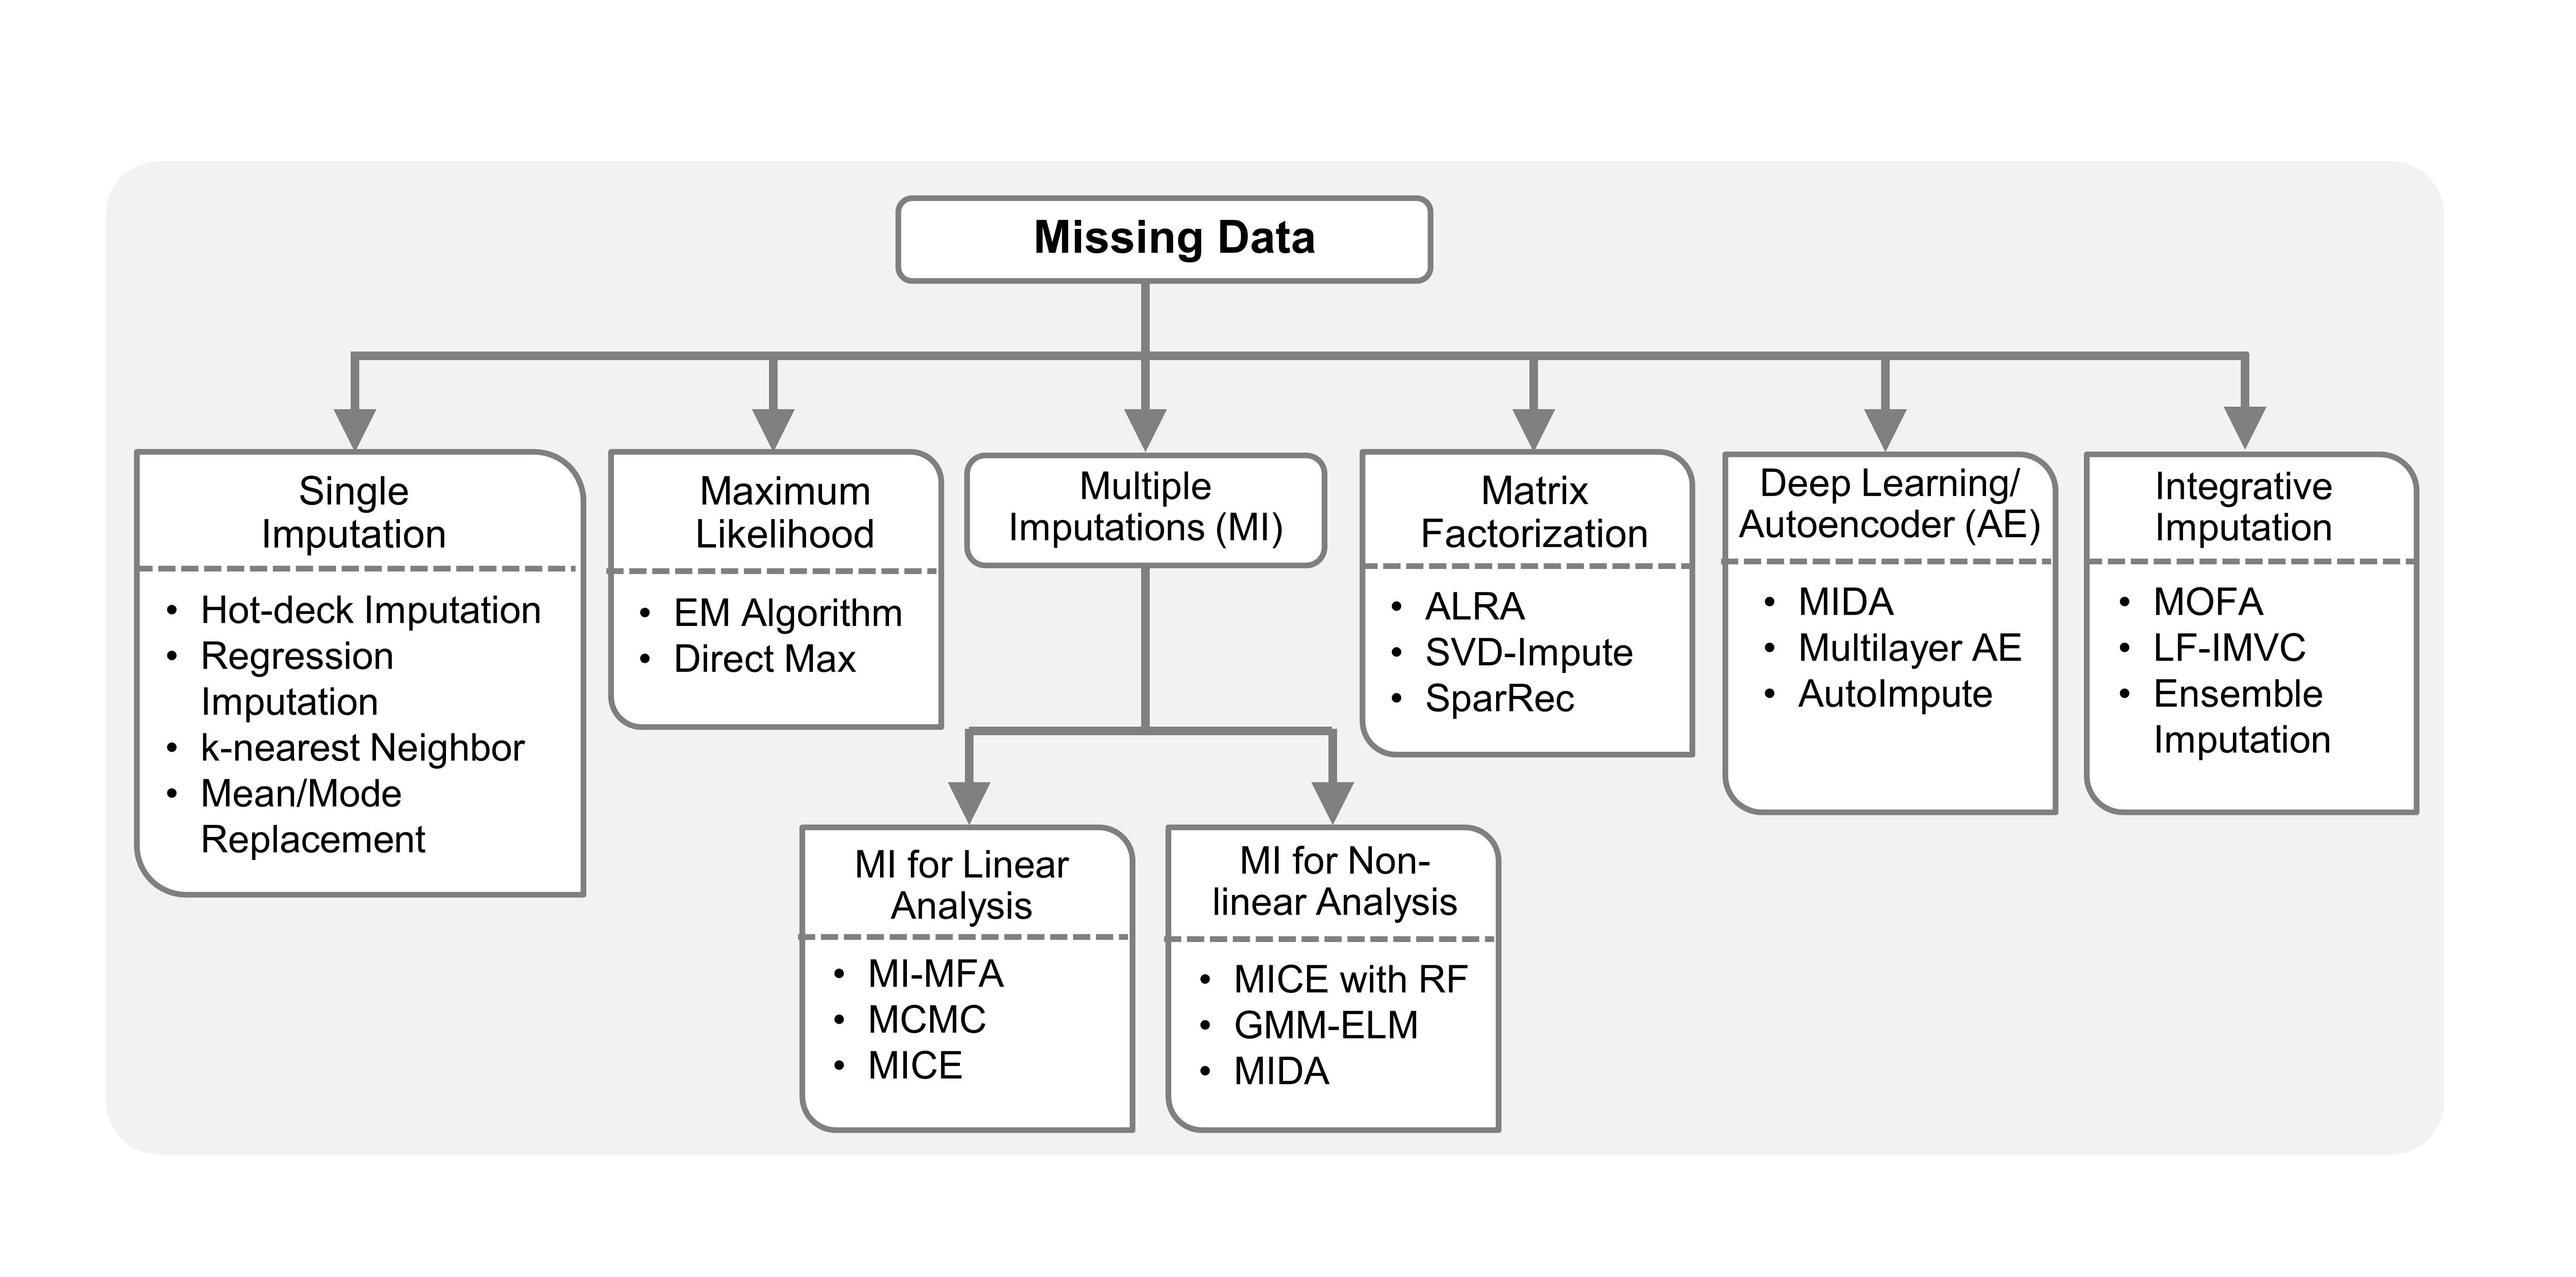 Missing Data
Single
Imputation
• Hot-deck Imputation
• Regression
Imputation
• k-nearest Neighbor
• Mean/Mode
Replacement
Maximum
Likelihood
• EM Algorithm
• Direct Max
Multiple
Imputations (MI)
MI for Linear
Analysis
• MI-MFA
• MCMC
• MICE
MI for Non-
linear Analysis
• MICE with RF
• GMM-ELM
• MIDA
Matrix
Factorization
• ALRA
• SVD-Impute
• SparRec
Deep Learning/
Autoencoder (AE)
• MIDA
• Multilayer AE
• AutoImpute
Integrative
Imputation
• MOFA
• LF-IMVC
• Ensemble
Imputation